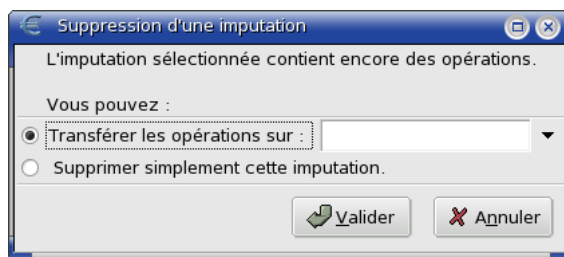 Suppression d'une imputation
L'imputation sélectionnée contient encore des opérations.
Vous pouvez :
Transférer les opérations sur :
Supprimer simplement cette imputation.
Valider Annuler